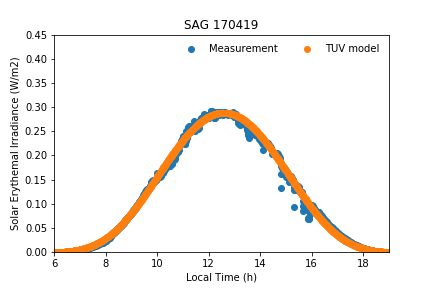 SAG 170419
Measurement TUV model
Solar Erythemal Irradiance (W/m2)
0.45
0.40
0.35
0.30
0.25
0.20
0.15
0.10
0.05
0.00
6 8 10 12 14 16 18
Local Time (h)